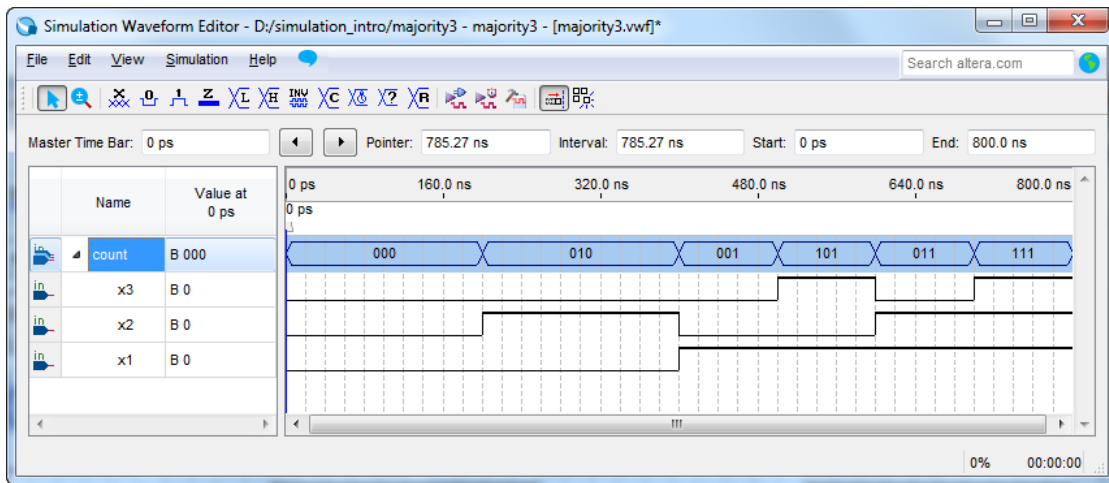 Simulation Waveform Editor - D:/simulation_intro/majority3 - majority3 - [majority3.vwf]*
File Edit View Simulation Help Search altera.com
Master Time Bar: 0 ps Pointer: 785.27 ns Interval: 785.27 ns Start: 0 ps End: 800.0 ns
Name Value at 0 ps 0 ps 160.0 ns 320.0 ns 480.0 ns 640.0 ns 800.0 ns
0 ps
in count B 000 000 010 001 101 011 111
in x3 B 0
in x2 B 0
in x1 B 0
0% 00:00:00